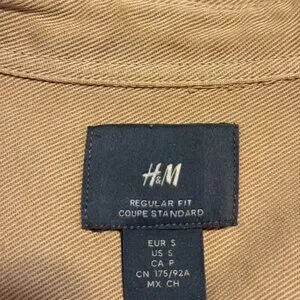 H&M
REGULAR FIT
COUPE STANDARD
EUR S
US S
CA P
CN 175/92A
MX CH